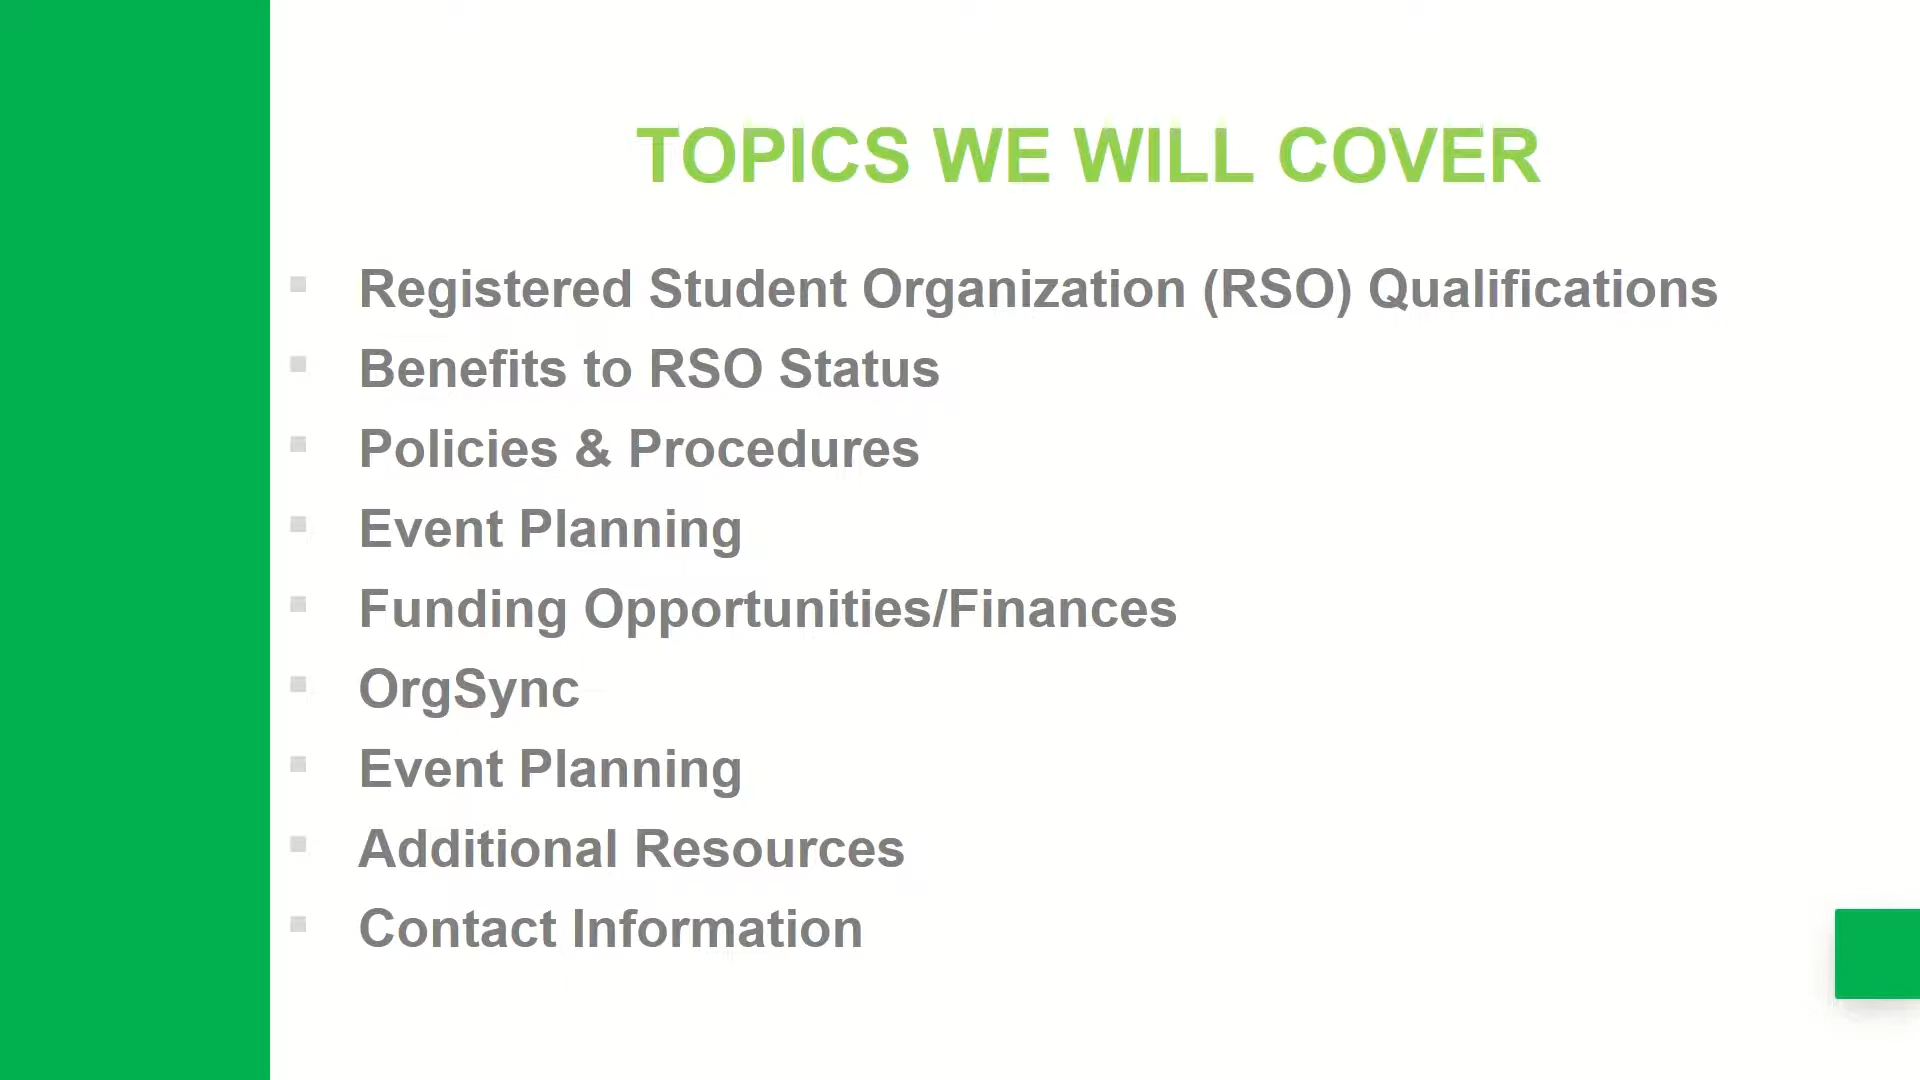 TOPICS WE WILL COVER
Registered Student Organization (RSO) Qualifications
Benefits to RSO Status
Policies & Procedures
Event Planning
Funding Opportunities/Finances
OrgSync
Event Planning
Additional Resources
Contact Information